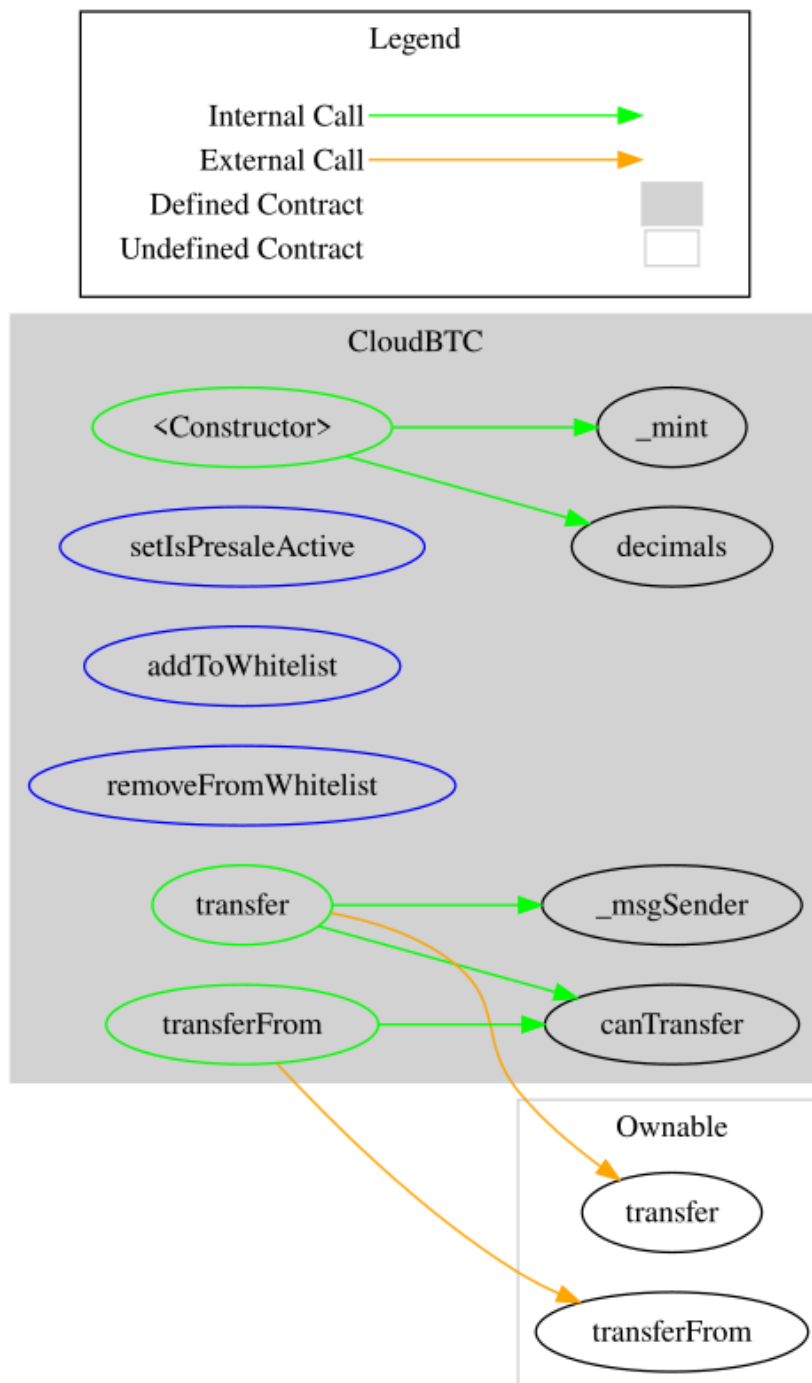 Legend
Internal Call
External Call
Defined Contract
Undefined Contract
CloudBTC
<Constructor>
_mint
setIsPresaleActive
decimals
addToWhitelist
removeFromWhitelist
transfer
_msgSender
transferFrom
canTransfer
Ownable
transfer
transferFrom